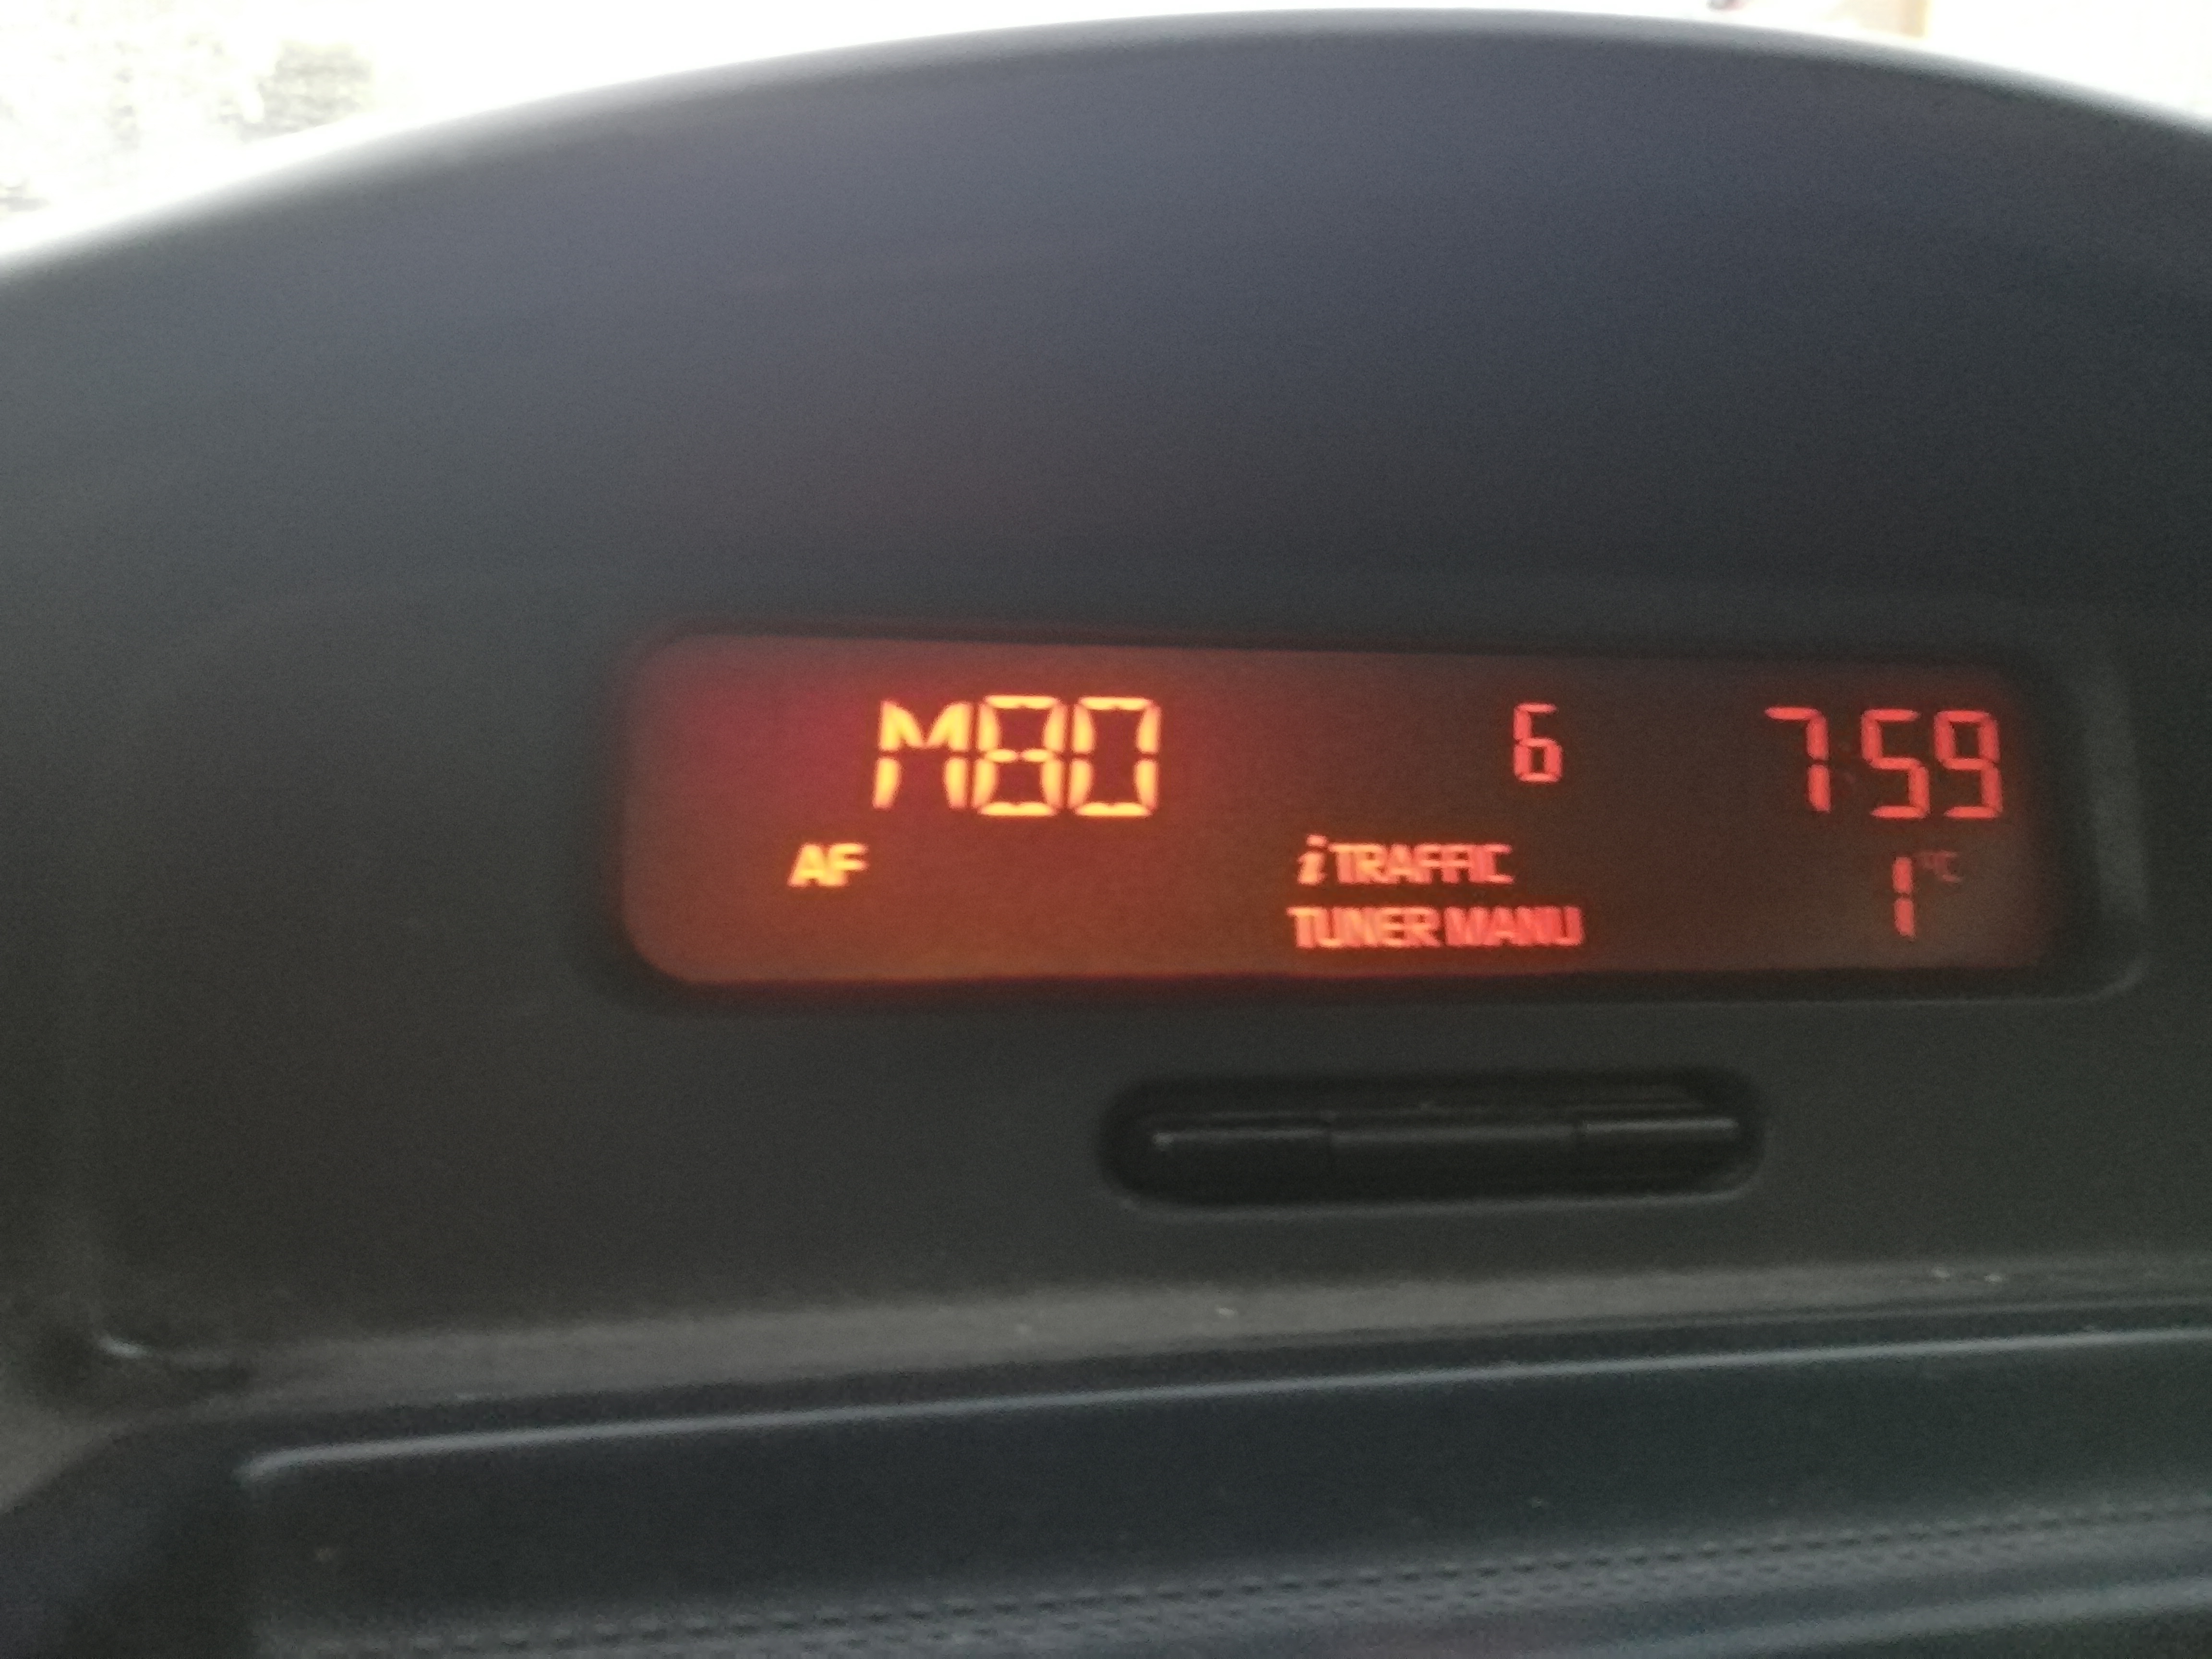 M80 6 7:59
AF i TRAFFIC 1 °C
TUNER MANU